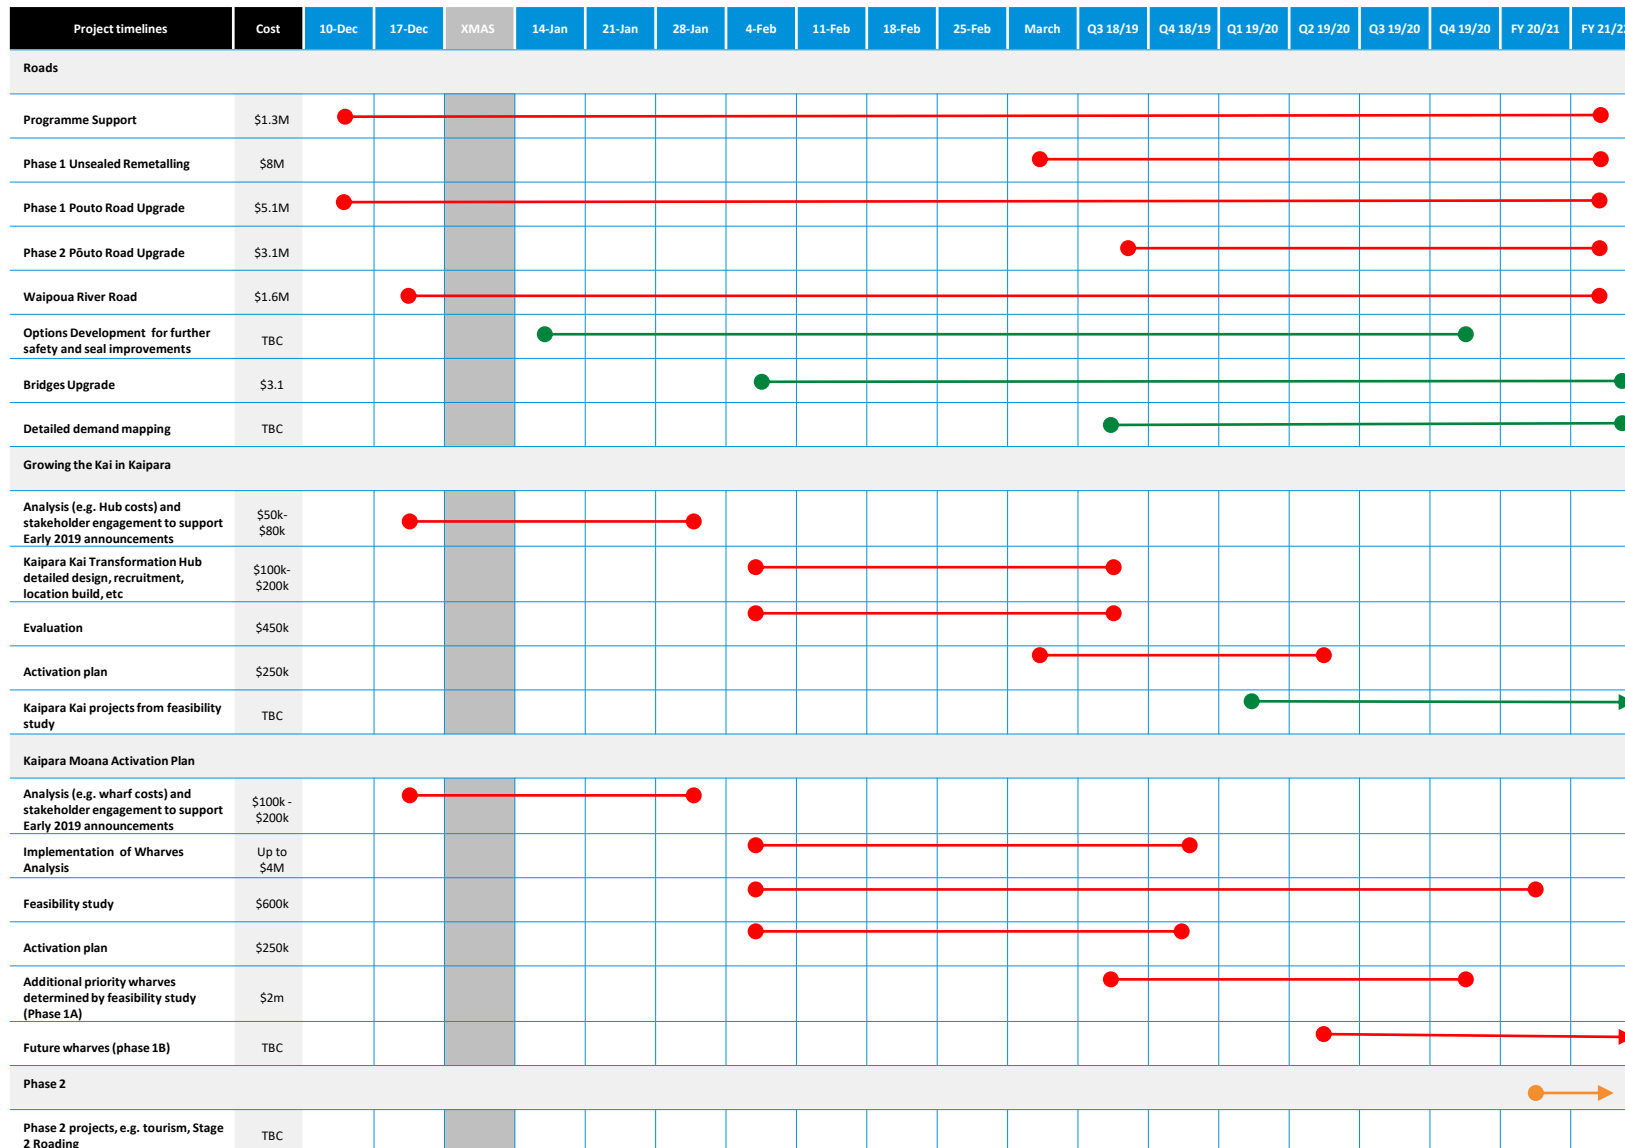 Project timelines Cost 10-Dec 17-Dec XMAS 14-Jan 21-Jan 28-Jan 4-Feb 11-Feb 18-Feb 25-Feb March Q3 18/19 Q4 18/19 Q1 19/20 Q2 19/20 Q3 19/20 Q4 19/20 FY 20/21 FY 21/22
Roads
Programme Support $1.3M
Phase 1 Unsealed Remetalling $8M
Phase 1 Pouto Road Upgrade $5.1M
Phase 2 Pōuto Road Upgrade $3.1M
Waipoua River Road $1.6M
Options Development for further
safety and seal improvements
TBC
Bridges Upgrade $3.1
Detailed demand mapping TBC
Growing the Kai in Kaipara
Analysis (e.g. Hub costs) and
stakeholder engagement to support
Early 2019 announcements
$50k-
$80k
Kaipara Kai Transformation Hub
detailed design, recruitment,
location build, etc
$100k-
$200k
Evaluation $450k
Activation plan $250k
Kaipara Kai projects from feasibility
study
TBC
Kaipara Moana Activation Plan
Analysis (e.g. wharf costs) and
stakeholder engagement to support
Early 2019 announcements
$100k -
$200k
Implementation of Wharves
Analysis
Up to
$4M
Feasibility study $600k
Activation plan $250k
Additional priority wharves
determined by feasibility study
(Phase 1A)
$2m
Future wharves (phase 1B) TBC
Phase 2
Phase 2 projects, e.g. tourism, Stage
2 Roading
TBC